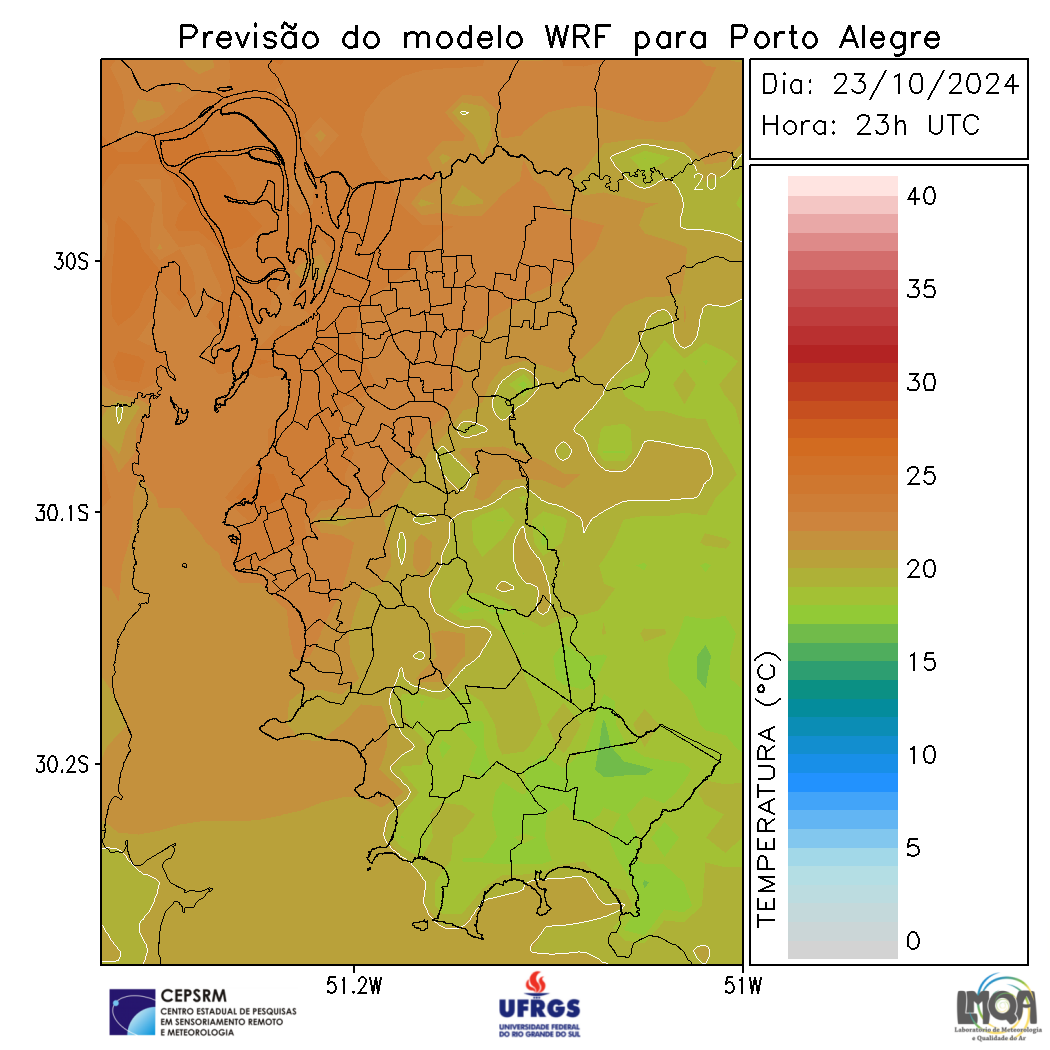 Previsão do modelo WRF para Porto Alegre
Dia: 23/10/2024
Hora: 23h UTC
20
30S
30.1S
30.2S
51.2W
51W
TEMPERATURA (°C)
40
35
30
25
20
15
10
5
0
CEPSRM
CENTRO ESTADUAL DE PESQUISAS
EM SENSORIAMENTO REMOTO
E METEOROLOGIA
UFRGS
UNIVERSIDADE FEDERAL
DO RIO GRANDE DO SUL
LMQA
Laboratório de Meteorologia
e Qualidade do Ar